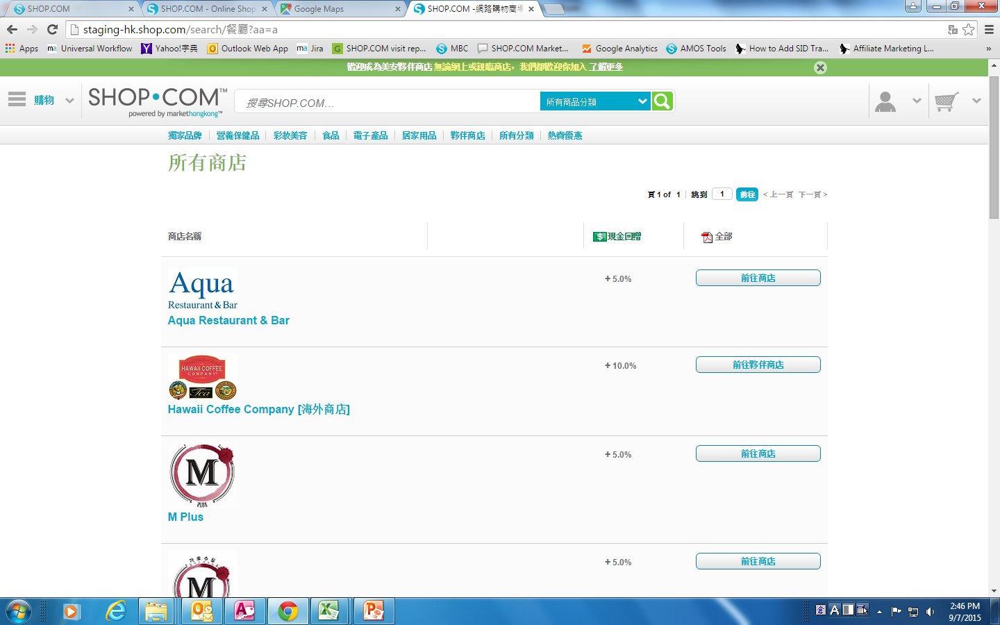 SHOP.COM
SHOP.COM - Online Shop
Google Maps
SHOP.COM -網路購物商場
staging-hk.shop.com/search/餐廳?aa=a
Apps
Universal Workflow
Yahoo!字典
Outlook Web App
Jira
SHOP.COM visit rep...
MBC
SHOP.COM Market...
Google Analytics
AMOS Tools
How to Add SID Tra...
Affiliate Marketing L...
»
歡迎成為美安夥伴商店 無論網上或親臨商店，我們都歡迎你加入 了解更多
購物
SHOP•COM™
powered by markethongkong™
搜尋SHOP.COM...
所有商品分類
獨家品牌
營養保健品
彩妝美容
食品
電子產品
居家用品
夥伴商店
所有分類
熱賣優惠
所有商店
頁 1 of 1
跳到 1 前往 < 上一頁 下一頁 >
商店名稱
現金回贈
全部
Aqua
Restaurant & Bar
+ 5.0%
前往商店
Aqua Restaurant & Bar
HAWAII COFFEE
COMPANY
Tea
+ 10.0%
前往夥伴商店
Hawaii Coffee Company [海外商店]
M
PLUS
+ 5.0%
前往商店
M Plus
M
+ 5.0%
前往商店
2:46 PM
9/7/2015